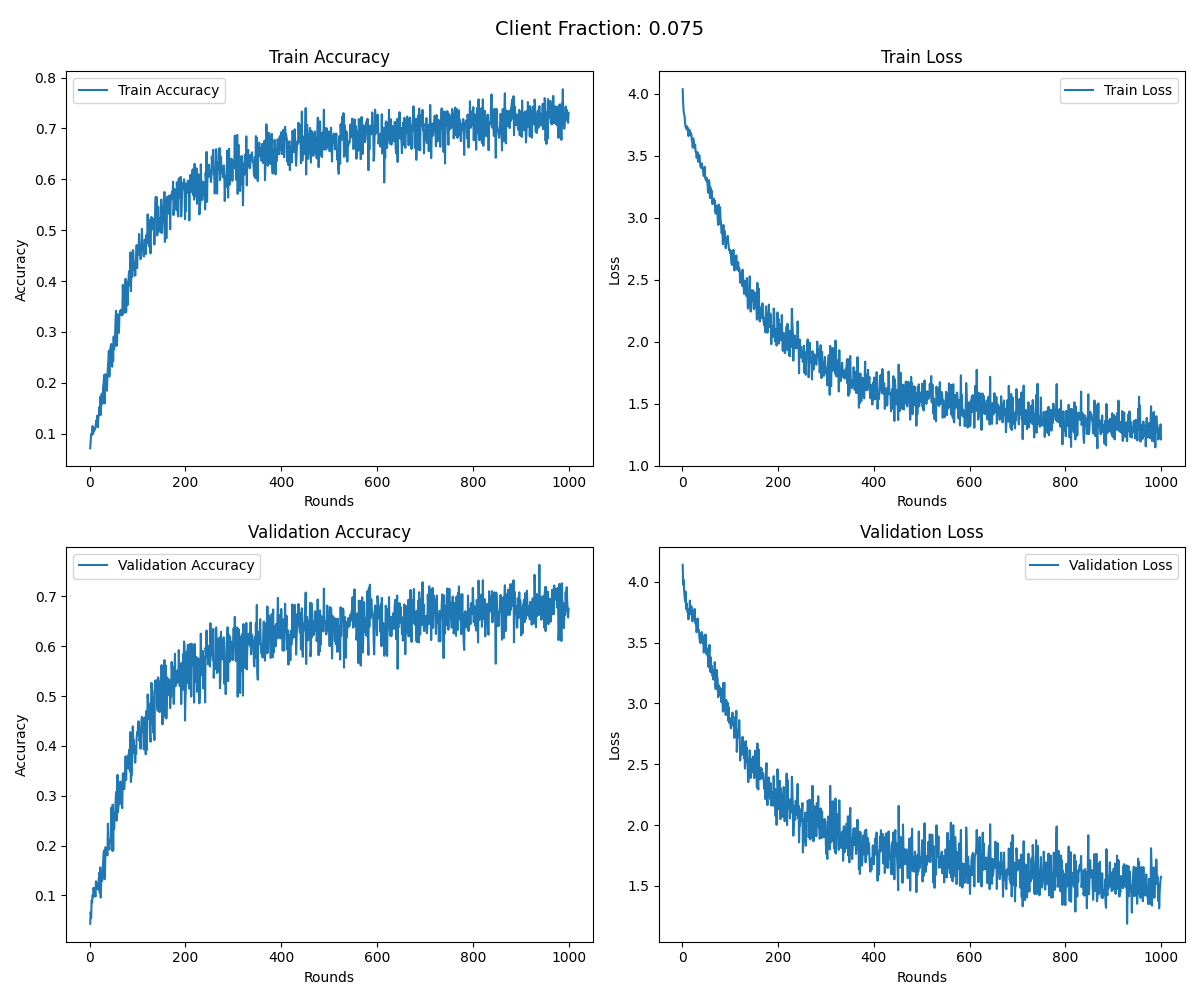 Client Fraction: 0.075
Train Accuracy
Train Accuracy
0.8
0.7
0.6
0.5
0.4
0.3
0.2
0.1
Accuracy
0 200 400 600 800 1000
Rounds
Train Loss
Train Loss
4.0
3.5
3.0
2.5
2.0
1.5
1.0
Loss
0 200 400 600 800 1000
Rounds
Validation Accuracy
Validation Accuracy
0.7
0.6
0.5
0.4
0.3
0.2
0.1
Accuracy
0 200 400 600 800 1000
Rounds
Validation Loss
Validation Loss
4.0
3.5
3.0
2.5
2.0
1.5
Loss
0 200 400 600 800 1000
Rounds